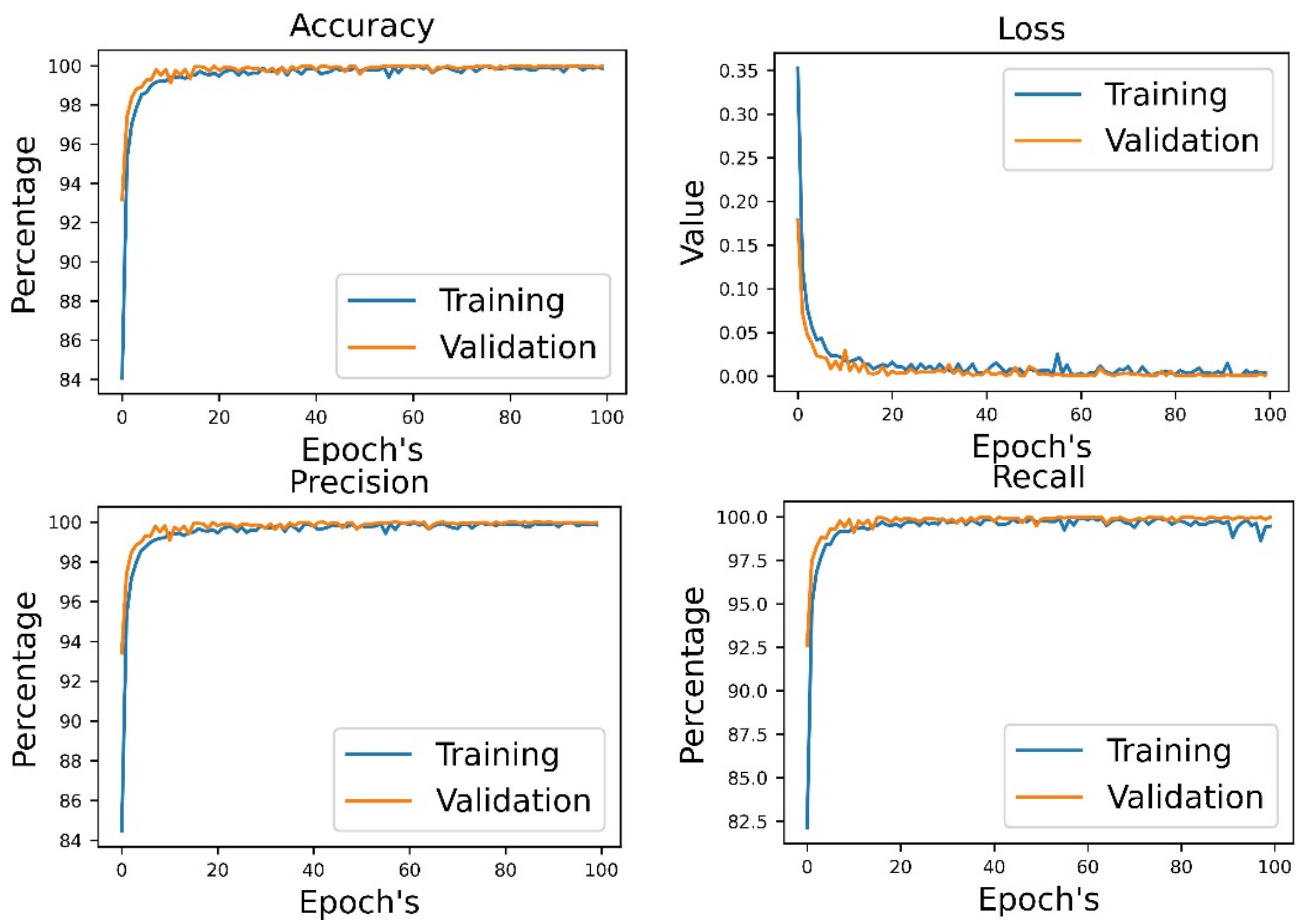 Accuracy
100
98
96
94
92
90
88
86
84
Percentage
Training
Validation
0 20 40 60 80 100
Epoch's
Loss
0.35
0.30
0.25
0.20
0.15
0.10
0.05
0.00
Value
Training
Validation
0 20 40 60 80 100
Epoch's
Precision
100
98
96
94
92
90
88
86
84
Percentage
Training
Validation
0 20 40 60 80 100
Epoch's
Recall
100.0
97.5
95.0
92.5
90.0
87.5
85.0
82.5
Percentage
Training
Validation
0 20 40 60 80 100
Epoch's